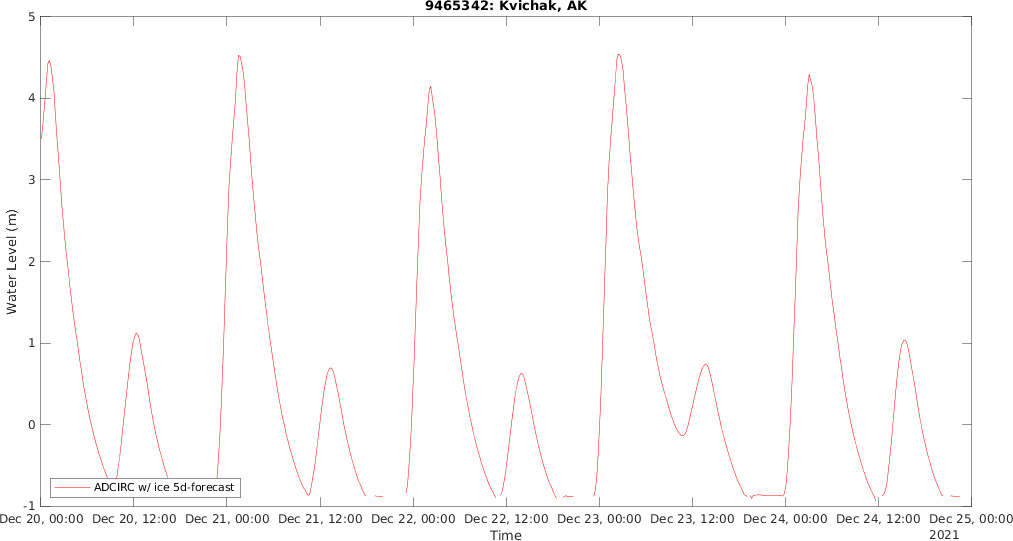 9465342: Kvichak, AK
5
4
3
2
1
0
-1
Water Level (m)
ADCIRC w/ ice 5d-forecast
Dec 20, 00:00 Dec 20, 12:00 Dec 21, 00:00 Dec 21, 12:00 Dec 22, 00:00 Dec 22, 12:00 Dec 23, 00:00 Dec 23, 12:00 Dec 24, 00:00 Dec 24, 12:00 Dec 25, 00:00
Time
2021